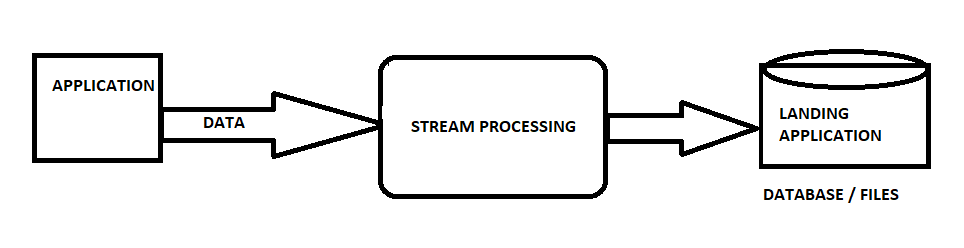 APPLICATION
DATA
STREAM PROCESSING
LANDING
APPLICATION
DATABASE / FILES